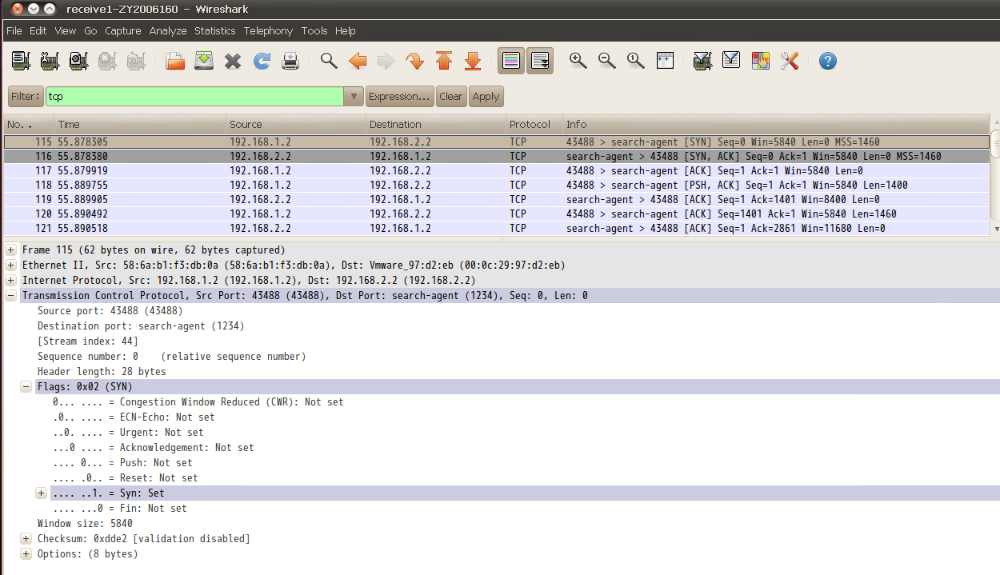 receive1-ZY2006160 - Wireshark
File Edit View Go Capture Analyze Statistics Telephony Tools Help
Filter: tcp Expression... Clear Apply
No. . Time Source Destination Protocol Info
115 55.878305 192.168.1.2 192.168.2.2 TCP 43488 > search-agent [SYN] Seq=0 Win=5840 Len=0 MSS=1460
116 55.878380 192.168.2.2 192.168.1.2 TCP search-agent > 43488 [SYN, ACK] Seq=0 Ack=1 Win=5840 Len=0 MSS=1460
117 55.879919 192.168.1.2 192.168.2.2 TCP 43488 > search-agent [ACK] Seq=1 Ack=1 Win=5840 Len=0
118 55.889755 192.168.1.2 192.168.2.2 TCP 43488 > search-agent [PSH, ACK] Seq=1 Ack=1 Win=5840 Len=1400
119 55.889905 192.168.2.2 192.168.1.2 TCP search-agent > 43488 [ACK] Seq=1 Ack=1401 Win=8400 Len=0
120 55.890492 192.168.1.2 192.168.2.2 TCP 43488 > search-agent [ACK] Seq=1401 Ack=1 Win=5840 Len=1460
121 55.890518 192.168.2.2 192.168.1.2 TCP search-agent > 43488 [ACK] Seq=1 Ack=2861 Win=11680 Len=0
Frame 115 (62 bytes on wire, 62 bytes captured)
Ethernet II, Src: 58:6a:b1:f3:db:0a (58:6a:b1:f3:db:0a), Dst: Vmware_97:d2:eb (00:0c:29:97:d2:eb)
Internet Protocol, Src: 192.168.1.2 (192.168.1.2), Dst: 192.168.2.2 (192.168.2.2)
Transmission Control Protocol, Src Port: 43488 (43488), Dst Port: search-agent (1234), Seq: 0, Len: 0
Source port: 43488 (43488)
Destination port: search-agent (1234)
[Stream index: 44]
Sequence number: 0 (relative sequence number)
Header length: 28 bytes
Flags: 0x02 (SYN)
0... .... = Congestion Window Reduced (CWR): Not set
.0.. .... = ECN-Echo: Not set
..0. .... = Urgent: Not set
...0 .... = Acknowledgement: Not set
.... 0... = Push: Not set
.... .0.. = Reset: Not set
.... ..1. = Syn: Set
.... ...0 = Fin: Not set
Window size: 5840
Checksum: 0xdde2 [validation disabled]
Options: (8 bytes)